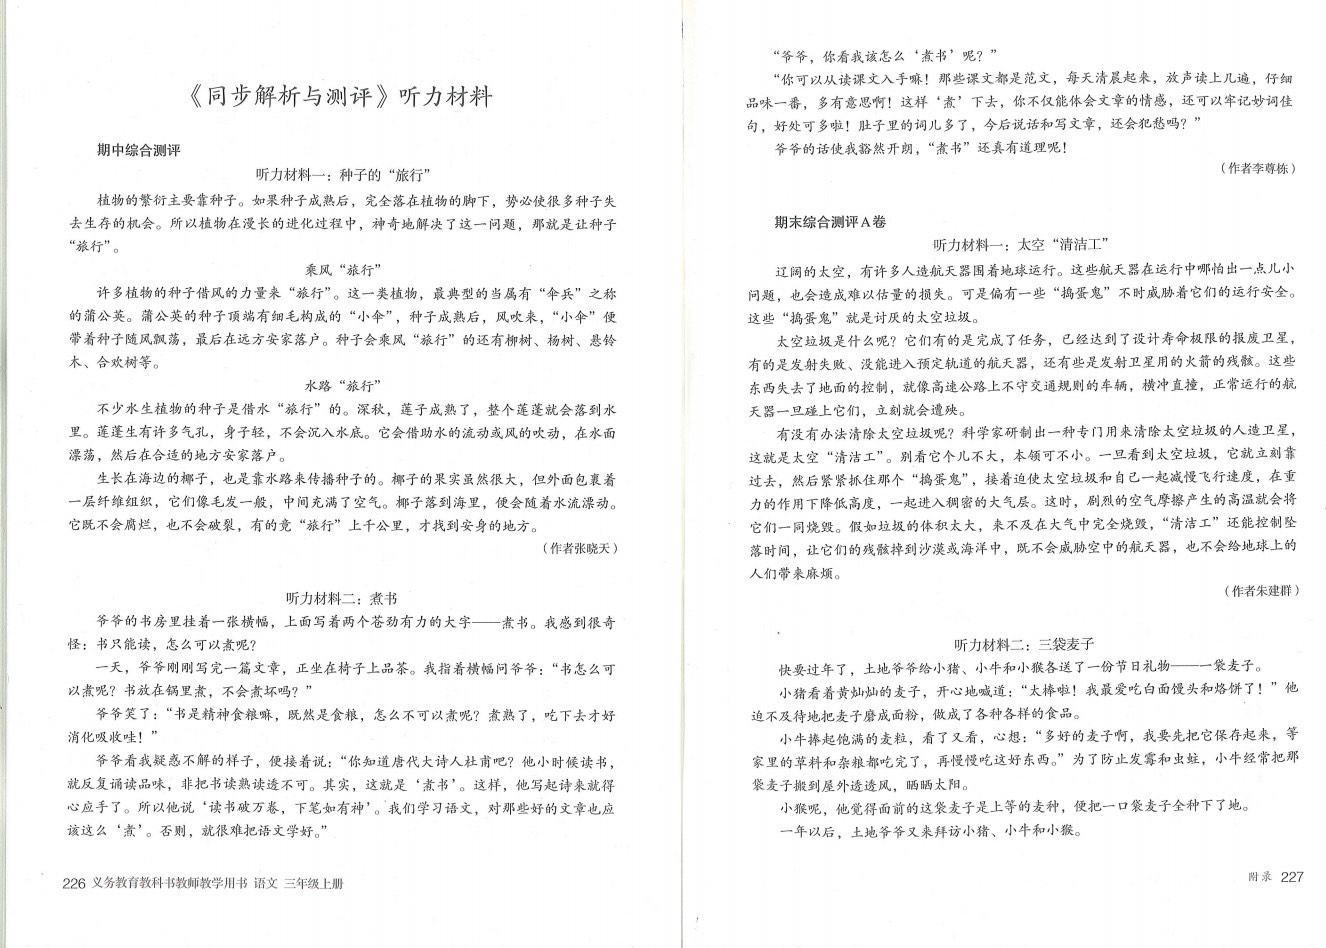 《同步解析与测评》听力材料
期中综合测评
听力材料一：种子的“旅行”
植物的繁衍主要靠种子。如果种子成熟后，完全落在植物的脚下，势必使很多种子失
去生存的机会。所以植物在漫长的进化过程中，神奇地解决了这一问题，那就是让种子
“旅行”。
乘风“旅行”
许多植物的种子借风的力量来“旅行”。这一类植物，最典型的当属有“伞兵”之称
的蒲公英。蒲公英的种子顶端有细毛构成的“小伞”，种子成熟后，风吹来，“小伞”便
带着种子随风飘荡，最后在远方安家落户。种子会乘风“旅行”的还有柳树、杨树、悬铃
木、合欢树等。
水路“旅行”
不少水生植物的种子是借水“旅行”的。深秋，莲子成熟了，整个莲蓬就会落到水
里。莲蓬生有许多气孔，身子轻，不会沉入水底。它会借助水的流动或风的吹动，在水面
漂荡，然后在合适的地方安家落户。
生长在海边的椰子，也是靠水路来传播种子的。椰子的果实虽然很大，但外面包裹着
一层纤维组织，它们像毛发一般，中间充满了空气。椰子落到海里，便会随着水流漂动。
它既不会腐烂，也不会破裂，有的竟“旅行”上千公里，才找到安身的地方。
（作者张晓天）
听力材料二：煮书
爷爷的书房里挂着一张横幅，上面写着两个苍劲有力的大字——煮书。我感到很奇
怪：书只能读，怎么可以煮呢？
一天，爷爷刚刚写完一篇文章，正坐在椅子上品茶。我指着横幅问爷爷：“书怎么可
以煮呢？书放在锅里煮，不会煮坏吗？”
爷爷笑了：“书是精神食粮嘛，既然是食粮，怎么不可以煮呢？煮熟了，吃下去才好
消化吸收哇！”
爷爷看我疑惑不解的样子，便接着说：“你知道唐代大诗人杜甫吧？他小时候读书，
就反复诵读品味，非把书读熟读透不可。其实，这就是‘煮书’。这样，他写起诗来就得
心应手了。所以他说‘读书破万卷，下笔如有神’。我们学习语文，对那些好的文章也应
该这么‘煮’。否则，就很难把语文学好。”
226 义务教育教科书教师教学用书 语文 三年级上册
“爷爷，你看我该怎么‘煮书’呢？”
“你可以从读课文入手嘛！那些课文都是范文，每天清晨起来，放声读上几遍，仔细
品味一番，多有意思啊！这样‘煮’下去，你不仅能体会文章的情感，还可以牢记妙词佳
句，好处可多啦！肚子里的词儿多了，今后说话和写文章，还会犯愁吗？”
爷爷的话使我豁然开朗，“煮书”还真有道理呢！
（作者李尊栋）
期末综合测评A卷
听力材料一：太空“清洁工”
辽阔的太空，有许多人造航天器围着地球运行。这些航天器在运行中哪怕出一点儿小
问题，也会造成难以估量的损失。可是偏有一些“捣蛋鬼”不时威胁着它们的运行安全。
这些“捣蛋鬼”就是讨厌的太空垃圾。
太空垃圾是什么呢？它们有的是完成了任务，已经达到了设计寿命极限的报废卫星，
有的是发射失败、没能进入预定轨道的航天器，还有些是发射卫星用的火箭的残骸。这些
东西失去了地面的控制，就像高速公路上不守交通规则的车辆，横冲直撞，正常运行的航
天器一旦碰上它们，立刻就会遭殃。
有没有办法清除太空垃圾呢？科学家研制出一种专门用来清除太空垃圾的人造卫星，
这就是太空“清洁工”。别看它个儿不大，本领可不小。一旦看到太空垃圾，它就立刻靠
过去，然后紧紧抓住那个“捣蛋鬼”，接着迫使太空垃圾和自己一起减慢飞行速度，在重
力的作用下降低高度，一起进入稠密的大气层。这时，剧烈的空气摩擦产生的高温就会将
它们一同烧毁。假如垃圾的体积太大，来不及在大气中完全烧毁，“清洁工”还能控制坠
落时间，让它们的残骸掉到沙漠或海洋中，既不会威胁空中的航天器，也不会给地球上的
人们带来麻烦。
（作者朱建群）
听力材料二：三袋麦子
快要过年了，土地爷爷给小猪、小牛和小猴各送了一份节日礼物——一袋麦子。
小猪看着黄灿灿的麦子，开心地喊道：“太棒啦！我最爱吃白面馒头和烙饼了！”他
迫不及待地把麦子磨成面粉，做成了各种各样的食品。
小牛捧起饱满的麦粒，看了又看，心想：“多好的麦子啊，我要先把它保存起来，等
家里的草料和杂粮都吃完了，再慢慢吃这好东西。”为了防止发霉和虫蛀，小牛经常把那
袋麦子搬到屋外透透风，晒晒太阳。
小猴呢，他觉得面前的这袋麦子是上等的麦种，便把一口袋麦子全种下了地。
一年以后，土地爷爷又来拜访小猪、小牛和小猴。
附录 227